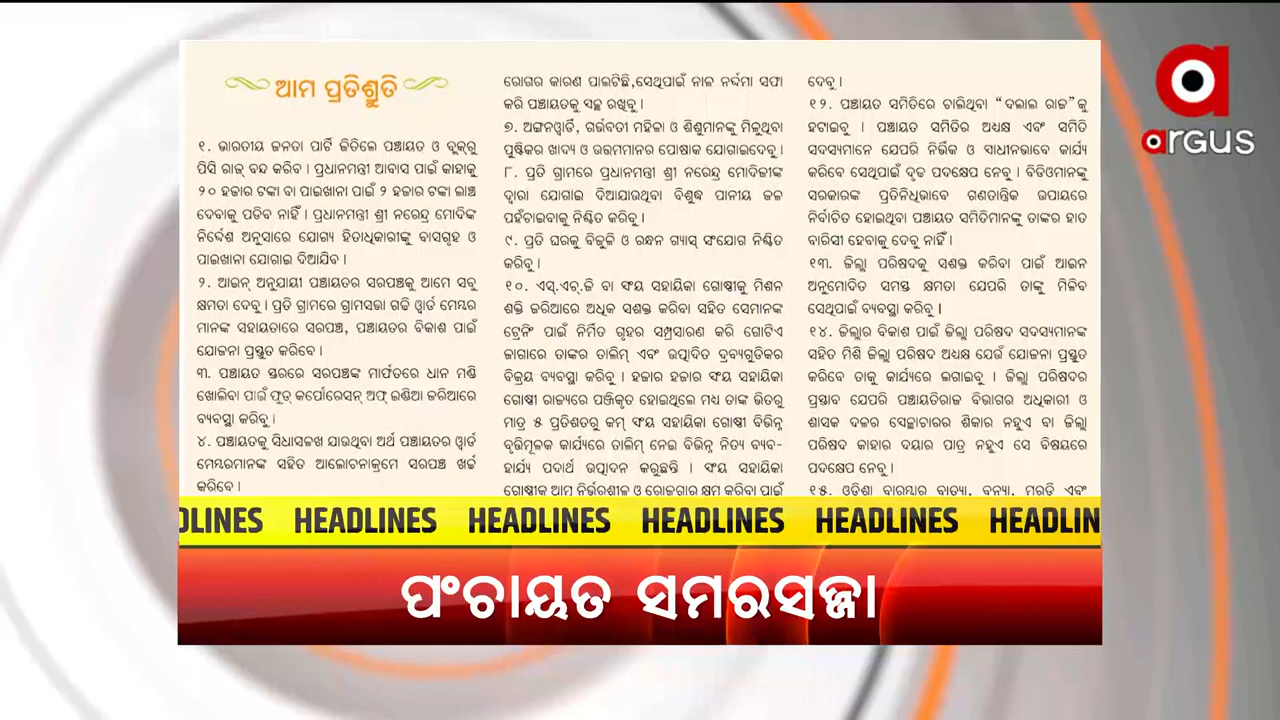 ଆମ ପ୍ରତିଶ୍ରୁତି
୧. ଭାରତୀୟ ଜନତା ପାର୍ଟି ଜିତିଲେ ପଞ୍ଚାୟତ ଓ ବ୍ଲକ୍‌ରୁ
ପିସି ରାଜ୍ ବନ୍ଦ କରିବ । ପ୍ରଧାନମନ୍ତ୍ରୀ ଆବାସ ପାଇଁ କାହାକୁ
୨୦ ହଜାର ଟଙ୍କା ବା ପାଇଖାନା ପାଇଁ ୨ ହଜାର ଟଙ୍କା ଲାଞ୍ଚ
ଦେବାକୁ ପଡିବ ନାହିଁ । ପ୍ରଧାନମନ୍ତ୍ରୀ ଶ୍ରୀ ନରେନ୍ଦ୍ର ମୋଦିଙ୍କ
ନିର୍ଦ୍ଦେଶ ଅନୁସାରେ ଯୋଗ୍ୟ ହିତାଧିକାରୀଙ୍କୁ ବାସଗୃହ ଓ
ପାଇଖାନା ଯୋଗାଇ ଦିଆଯିବ ।
୨. ଆଇନ୍ ଅନୁଯାୟୀ ପଞ୍ଚାୟତର ସରପଞ୍ଚକୁ ଆମେ ସବୁ
କ୍ଷମତା ଦେବୁ । ପ୍ରତି ଗ୍ରାମରେ ଗ୍ରାମସଭା ଗଢି ୱାର୍ଡ ମେମ୍ବର
ମାନଙ୍କ ସହାୟତାରେ ସରପଞ୍ଚ, ପଞ୍ଚାୟତର ବିକାଶ ପାଇଁ
ଯୋଜନା ପ୍ରସ୍ତୁତ କରିବେ ।
୩. ପଞ୍ଚାୟତ ସ୍ତରରେ ସରପଞ୍ଚଙ୍କ ମାର୍ଫତରେ ଧାନ ମଣ୍ଡି
ଖୋଲିବା ପାଇଁ ଫୁଡ୍ କର୍ପୋରେସନ୍ ଅଫ୍ ଇଣ୍ଡିଆ ଜରିଆରେ
ବ୍ୟବସ୍ଥା କରିବୁ ।
୪. ପଞ୍ଚାୟତକୁ ସିଧାସଳଖ ଯାଉଥିବା ଅର୍ଥ ପଞ୍ଚାୟତର ୱାର୍ଡ
ମେମ୍ବରମାନଙ୍କ ସହିତ ଆଲୋଚନାକ୍ରମେ ସରପଞ୍ଚ ଖର୍ଚ୍ଚ
କରିବେ ।
ରୋଗର କାରଣ ପାଲଟିଛି,ସେଥିପାଇଁ ନାଳ ନର୍ଦ୍ଦମା ସଫା
କରି ପଞ୍ଚାୟତକୁ ସ୍ୱଚ୍ଛ ରଖିବୁ ।
୭. ଅଙ୍ଗନୱାର୍ଡି, ଗର୍ଭବତୀ ମହିଳା ଓ ଶିଶୁମାନଙ୍କୁ ମିଳୁଥିବା
ପୁଷ୍ଟିକର ଖାଦ୍ୟ ଓ ଉତ୍ତମମାନର ପୋଷାକ ଯୋଗାଇଦେବୁ ।
୮. ପ୍ରତି ଗ୍ରାମରେ ପ୍ରଧାନମନ୍ତ୍ରୀ ଶ୍ରୀ ନରେନ୍ଦ୍ର ମୋଦିଜୀଙ୍କ
ଦ୍ୱାରା ଯୋଗାଇ ଦିଆଯାଉଥିବା ବିଶୁଦ୍ଧ ପାନୀୟ ଜଳ
ପହଁଚାଇବାକୁ ନିଶ୍ଚିତ କରିବୁ ।
୯. ପ୍ରତି ଘରକୁ ବିଜୁଳି ଓ ରନ୍ଧନ ଗ୍ୟାସ୍ ସଂଯୋଗ ନିଶ୍ଚିତ
କରିବୁ ।
୧୦. ଏସ୍.ଏଚ୍.ଜି ବା ସ୍ୱୟଂ ସହାୟିକା ଗୋଷ୍ଠୀକୁ ମିଶନ
ଶକ୍ତି ଜରିଆରେ ଅଧିକ ସଶକ୍ତ କରିବା ସହିତ ସେମାନଙ୍କ
ଟ୍ରେନିଂ ପାଇଁ ନିର୍ମିତ ଗୃହର ସମ୍ପ୍ରସାରଣ କରି ଗୋଟିଏ
ଜାଗାରେ ତାଙ୍କର ତାଲିମ୍ ଏବଂ ଉତ୍ପାଦିତ ଦ୍ରବ୍ୟଗୁଡିକର
ବିକ୍ରୟ ବ୍ୟବସ୍ଥା କରିବୁ । ହଜାର ହଜାର ସ୍ୱୟଂ ସହାୟିକା
ଗୋଷ୍ଠୀ ରାଜ୍ୟରେ ପଞ୍ଜିକୃତ ହୋଇଥିଲେ ମଧ୍ୟ ତାଙ୍କ ଭିତରୁ
ମାତ୍ର ୫ ପ୍ରତିଶତରୁ କମ୍ ସ୍ୱୟଂ ସହାୟିକା ଗୋଷ୍ଠୀ ବିଭିନ୍ନ
ବୃତ୍ତିମୂଳକ କାର୍ଯ୍ୟରେ ତାଲିମ୍ ନେଇ ବିଭିନ୍ନ ନିତ୍ୟ ବ୍ୟବ-
ହାର୍ଯ୍ୟ ପଦାର୍ଥ ଉତ୍ପାଦନ କରୁଛନ୍ତି । ସ୍ୱୟଂ ସହାୟିକା
ଗୋଷ୍ଠୀକୁ ଆତ୍ମ ନିର୍ଭରଶୀଳ ଓ ରୋଜଗାର କ୍ଷମ କରିବା ପାଇଁ
ଦେବୁ ।
୧୨. ପଞ୍ଚାୟତ ସମିତିରେ ଚାଲିଥିବା “ଦଲାଲ ରାଜ”କୁ
ହଟାଇବୁ । ପଞ୍ଚାୟତ ସମିତିର ଅଧ୍ୟକ୍ଷ ଏବଂ ସମିତି
ସଦସ୍ୟମାନେ ଯେପରି ନିର୍ଭିକ ଓ ସ୍ୱାଧୀନଭାବେ କାର୍ଯ୍ୟ
କରିବେ ସେଥିପାଇଁ ଦୃଢ ପଦକ୍ଷେପ ନେବୁ । ବିଡିଓମାନଙ୍କୁ
ସରକାରଙ୍କ ପ୍ରତିନିଧିଭାବେ ଗଣତାନ୍ତ୍ରିକ ଉପାୟରେ
ନିର୍ବାଚିତ ହୋଇଥିବା ପଞ୍ଚାୟତ ସମିତିମାନଙ୍କୁ ତାଙ୍କର ହାତ
ବାରିସୀ ହେବାକୁ ଦେବୁ ନାହିଁ ।
୧୩. ଜିଲ୍ଲା ପରିଷଦକୁ ସଶକ୍ତ କରିବା ପାଇଁ ଆଇନ
ଅନୁମୋଦିତ ସମସ୍ତ କ୍ଷମତା ଯେପରି ତାଙ୍କୁ ମିଳିବ
ସେଥିପାଇଁ ବ୍ୟବସ୍ଥା କରିବୁ ।
୧୪. ଜିଲ୍ଲାର ବିକାଶ ପାଇଁ ଜିଲ୍ଲା ପରିଷଦ ସଦସ୍ୟମାନଙ୍କ
ସହିତ ମିଶି ଜିଲ୍ଲା ପରିଷଦ ଅଧ୍ୟକ୍ଷ ଯେଉଁ ଯୋଜନା ପ୍ରସ୍ତୁତ
କରିବେ ତାକୁ କାର୍ଯ୍ୟରେ ଲଗାଇବୁ । ଜିଲ୍ଲା ପରିଷଦର
ପ୍ରସ୍ତାବ ଯେପରି ପଞ୍ଚାୟତିରାଜ ବିଭାଗର ଅଧିକାରୀ ଓ
ଶାସକ ଦଳର ସ୍ୱେଚ୍ଛାଚାରର ଶିକାର ନହୁଏ ବା ଜିଲ୍ଲା
ପରିଷଦ କାହାର ଦୟାର ପାତ୍ର ନହୁଏ ସେ ବିଷୟରେ
ପଦକ୍ଷେପ ନେବୁ ।
୧୫. ଓଡିଶା ବାରମ୍ବାର ବାତ୍ୟା, ବନ୍ୟା, ମରୁଡି ଏବଂ
argus
DLINES HEADLINES HEADLINES HEADLINES HEADLINES HEADLIN
ପଂଚାୟତ ସମରସଜ୍ଜା